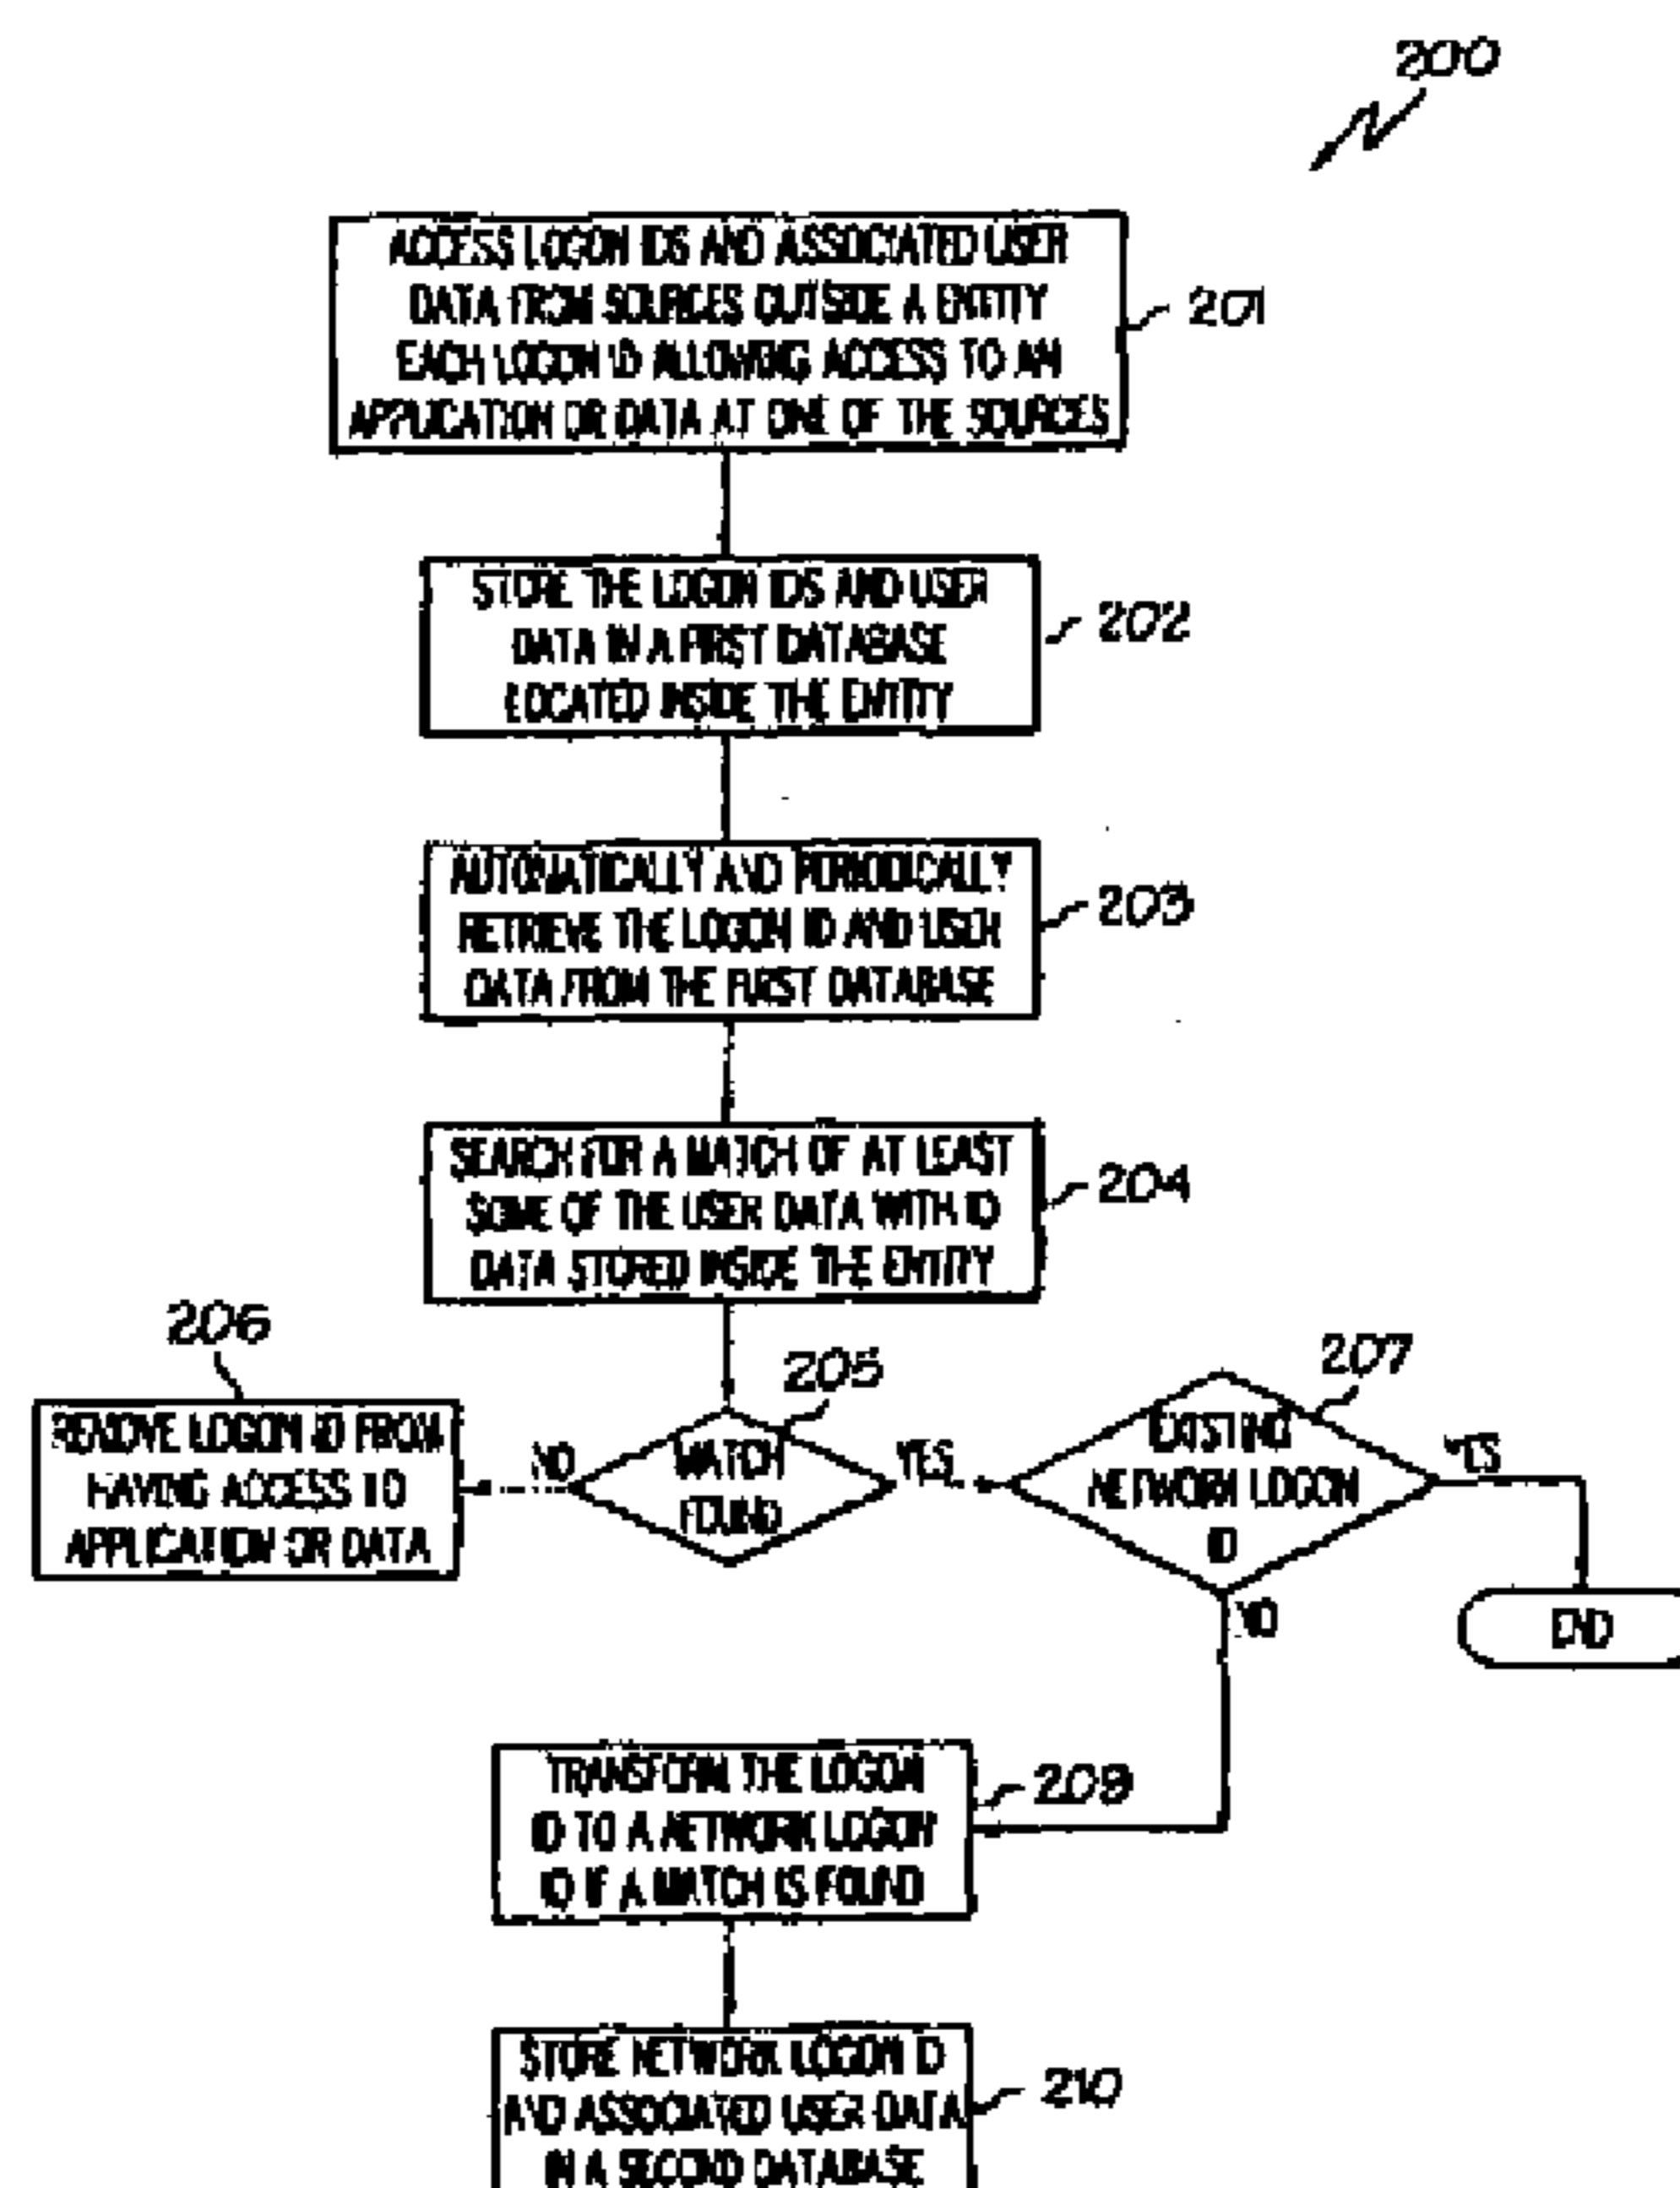 200
ACCESS LOGON IDS AND ASSOCIATED USER
DATA FROM SOURCES OUTSIDE A ENTITY
EACH LOGON ID ALLOWING ACCESS TO AN
APPLICATION OR DATA AT ONE OF THE SOURCES
201
STORE THE LOGON IDS AND USER
DATA IN A FIRST DATABASE
LOCATED INSIDE THE ENTITY
202
AUTOMATICALLY AND PERIODICALLY
RETRIEVE THE LOGON ID AND USER
DATA FROM THE FIRST DATABASE
203
SEARCH FOR A MATCH OF AT LEAST
SOME OF THE USER DATA WITH ID
DATA STORED INSIDE THE ENTITY
204
206
REMOVE LOGON ID FROM
HAVING ACCESS TO
APPLICATION OR DATA
NO
205
MATCH
FOUND
YES
207
EXISTING
NETWORK LOGON
ID
YES
END
NO
TRANSFORM THE LOGON
ID TO A NETWORK LOGON
ID IF A MATCH IS FOUND
209
STORE NETWORK LOGON ID
AND ASSOCIATED USER DATA
IN A SECOND DATABASE
210